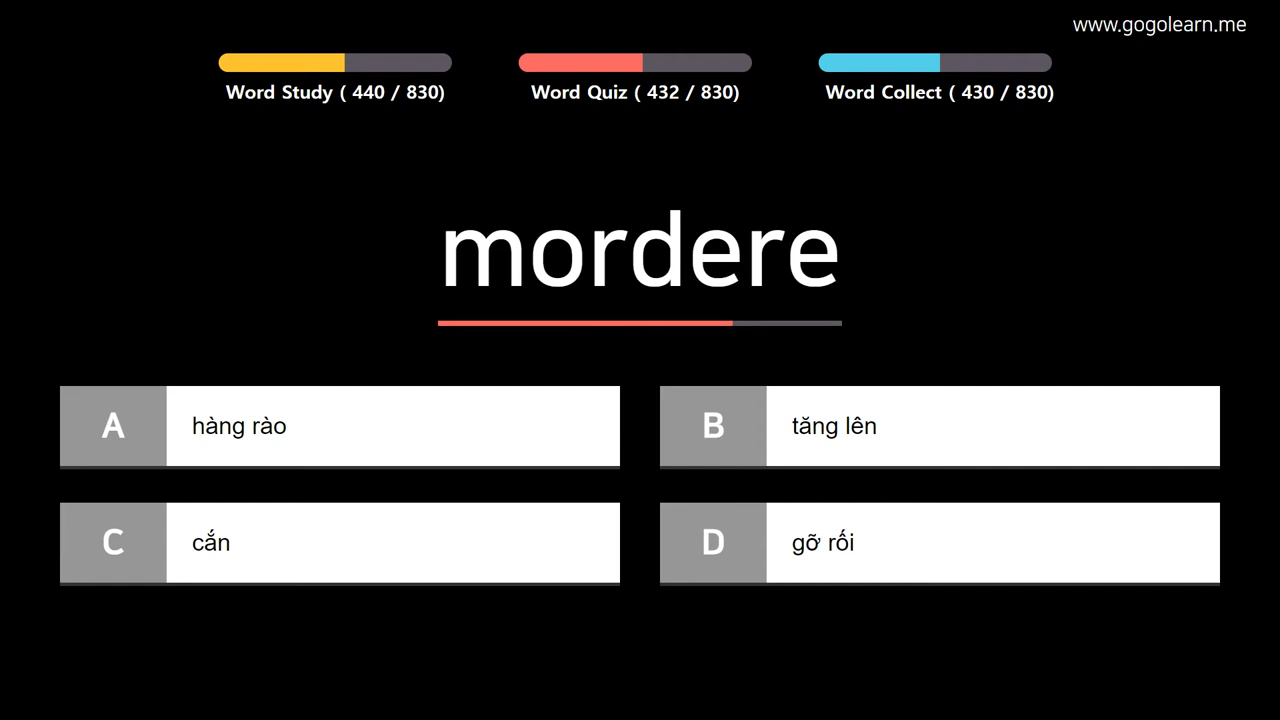 www.gogolearn.me
Word Study ( 440 / 830)
Word Quiz ( 432 / 830)
Word Collect ( 430 / 830)
mordere
A hàng rào
B tăng lên
C cắn
D gỡ rối